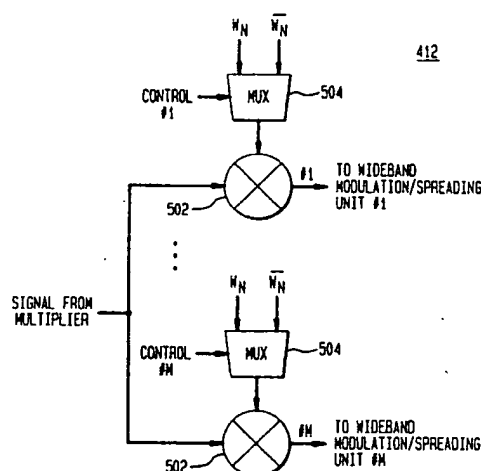 W_N W̅_N̅
412
CONTROL #1
MUX
504
#1
TO WIDEBAND
MODULATION/SPREADING
UNIT #1
502
SIGNAL FROM
MULTIPLIER
W_N W̅_N̅
CONTROL #M
MUX
504
#M
TO WIDEBAND
MODULATION/SPREADING
UNIT #M
502